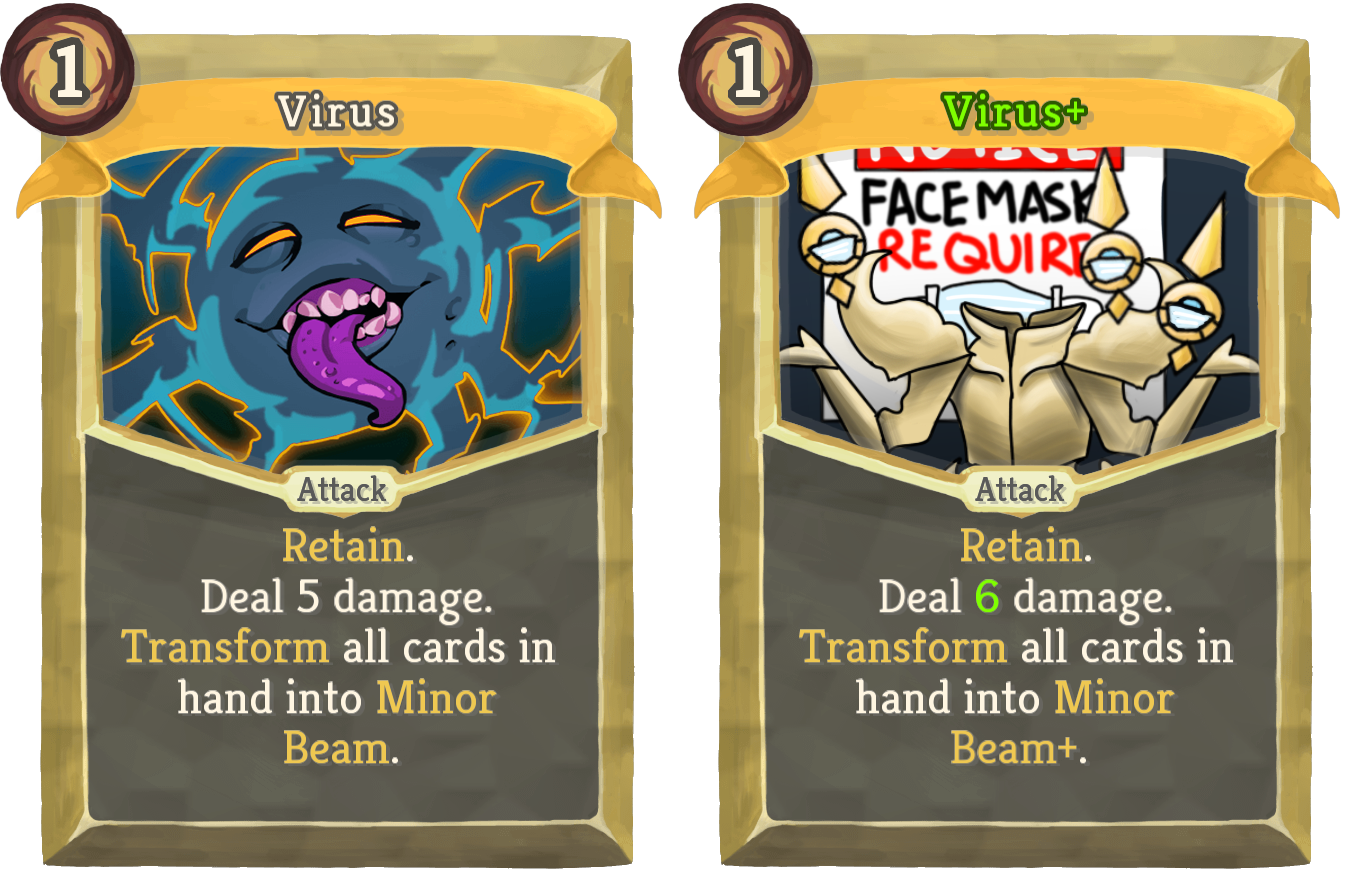 1
Virus
Attack
Retain.
Deal 5 damage.
Transform all cards in
hand into Minor
Beam.
1
Virus+
NOTICE
FACE MASK
REQUIRE
Attack
Retain.
Deal 6 damage.
Transform all cards in
hand into Minor
Beam+.